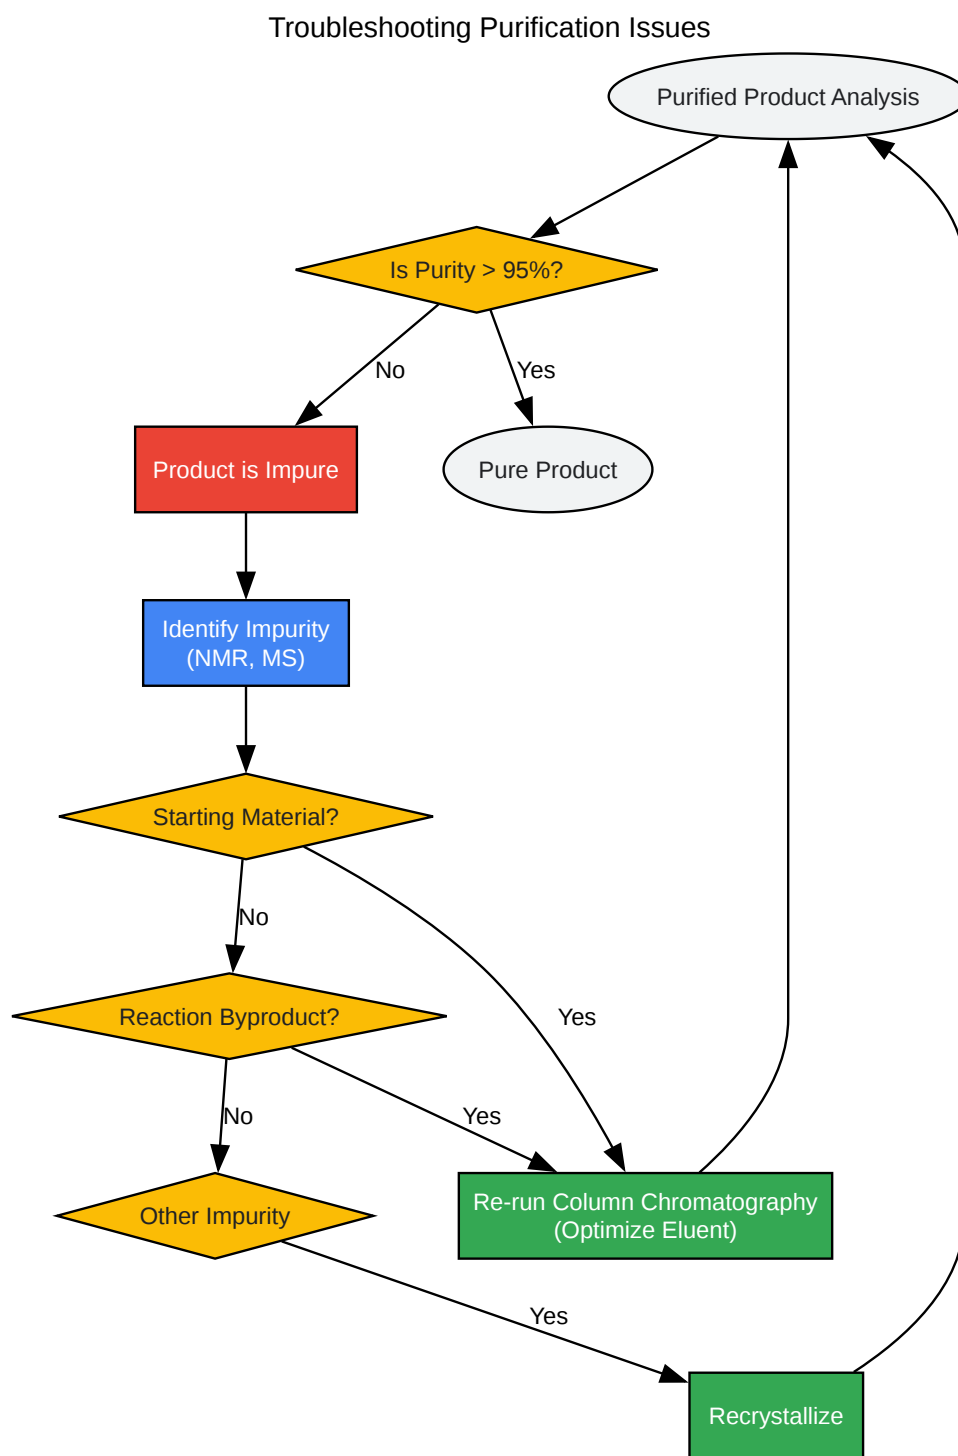 Troubleshooting Purification Issues
Purified Product Analysis
Is Purity > 95%?
No
Yes
Product is Impure
Pure Product
Identify Impurity
(NMR, MS)
Starting Material?
No
Yes
Reaction Byproduct?
No
Yes
Other Impurity
Re-run Column Chromatography
(Optimize Eluent)
Yes
Recrystallize